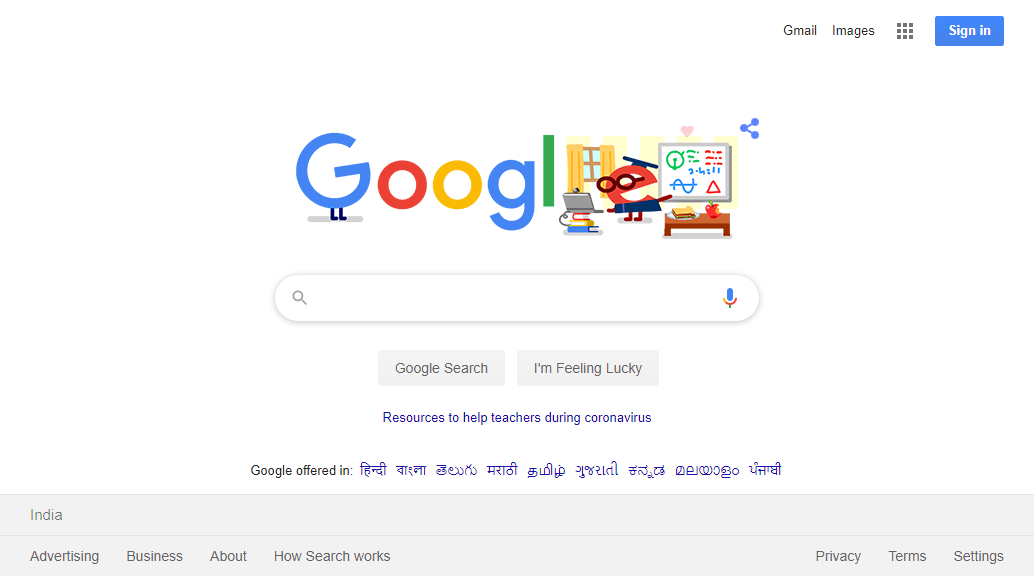 Gmail Images Sign in
Google
Google Search I'm Feeling Lucky
Resources to help teachers during coronavirus
Google offered in: हिन्दी বাংলা తెలుగు मराठी தமிழ் ગુજરાતી ಕನ್ನಡ മലയാളം ਪੰਜਾਬੀ
India
Advertising Business About How Search works Privacy Terms Settings